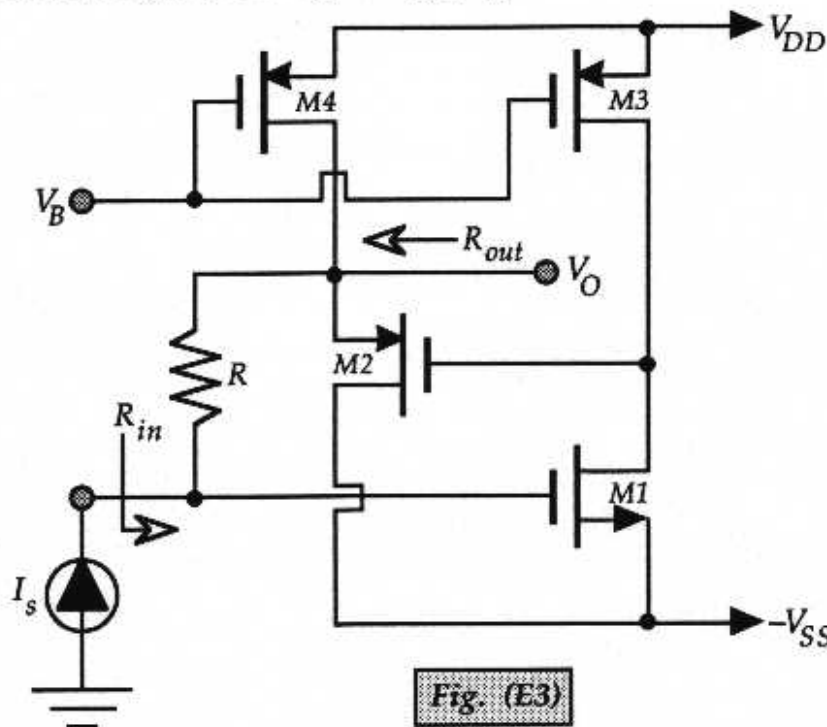 V_DD
M4
M3
V_B
R_out
V_O
M2
R
R_in
M1
I_s
-V_SS
Fig. (E3)